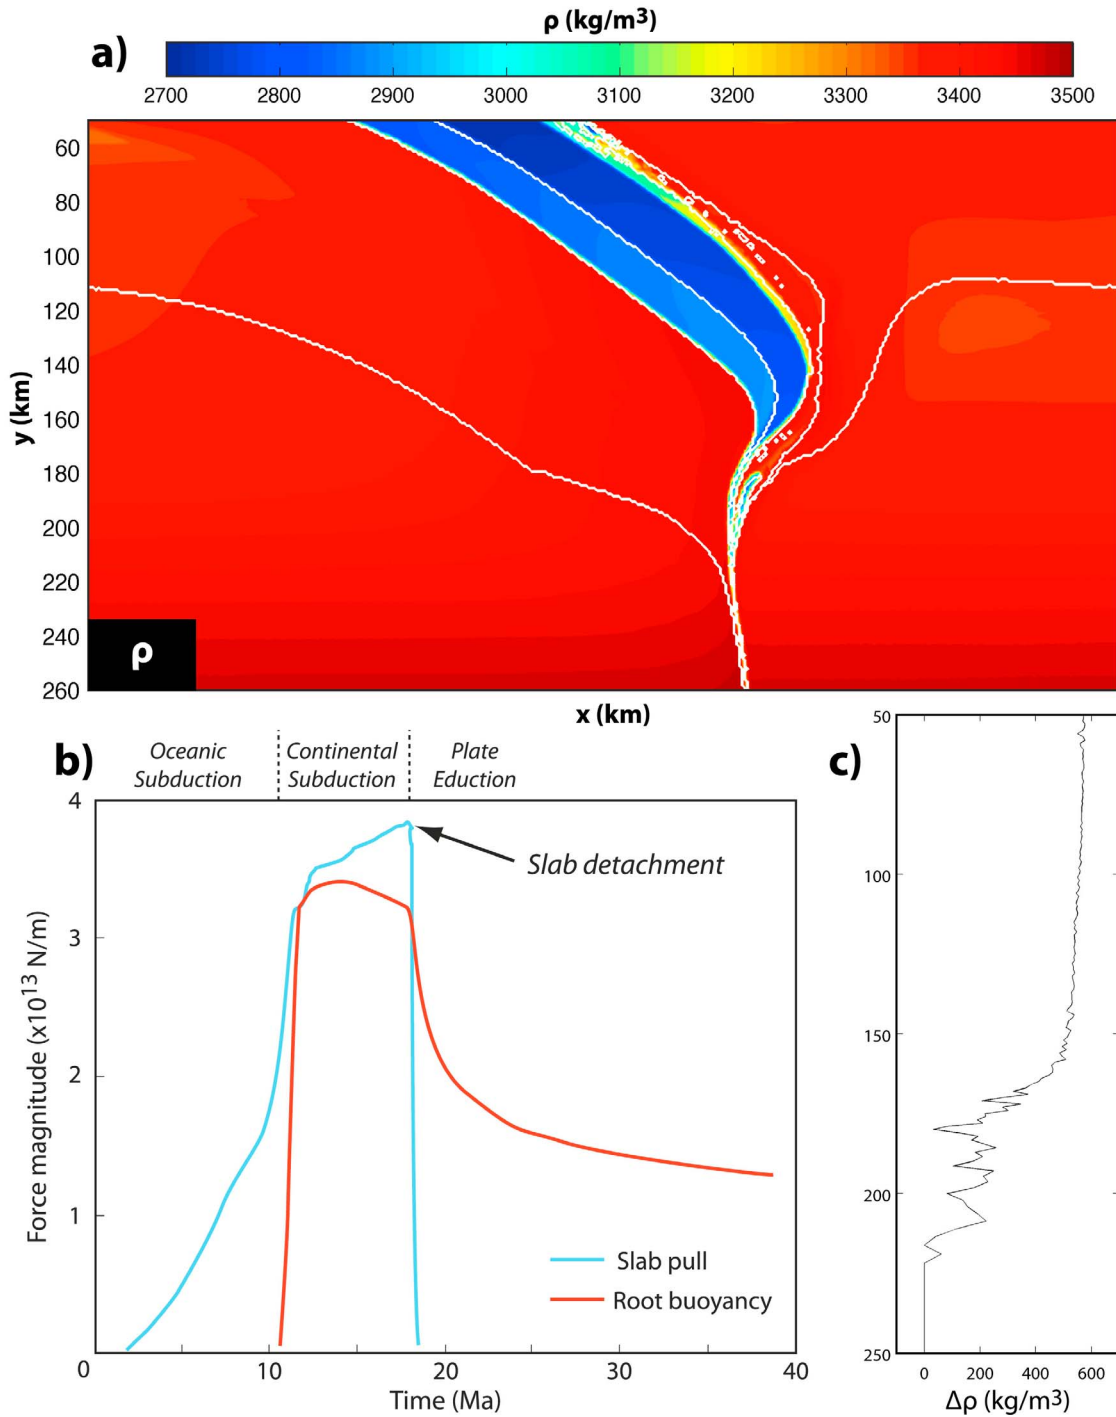 ρ (kg/m3)
a)
2700 2800 2900 3000 3100 3200 3300 3400 3500
60
80
100
120
140
160
180
200
220
240
260
y (km)
ρ
x (km)
b)
Oceanic Subduction
Continental Subduction
Plate Eduction
4
3
2
1
0 10 20 30 40
Force magnitude (x10^13 N/m)
Slab detachment
Slab pull
Root buoyancy
Time (Ma)
c)
50
100
150
200
250
0 200 400 600
Δρ (kg/m3)